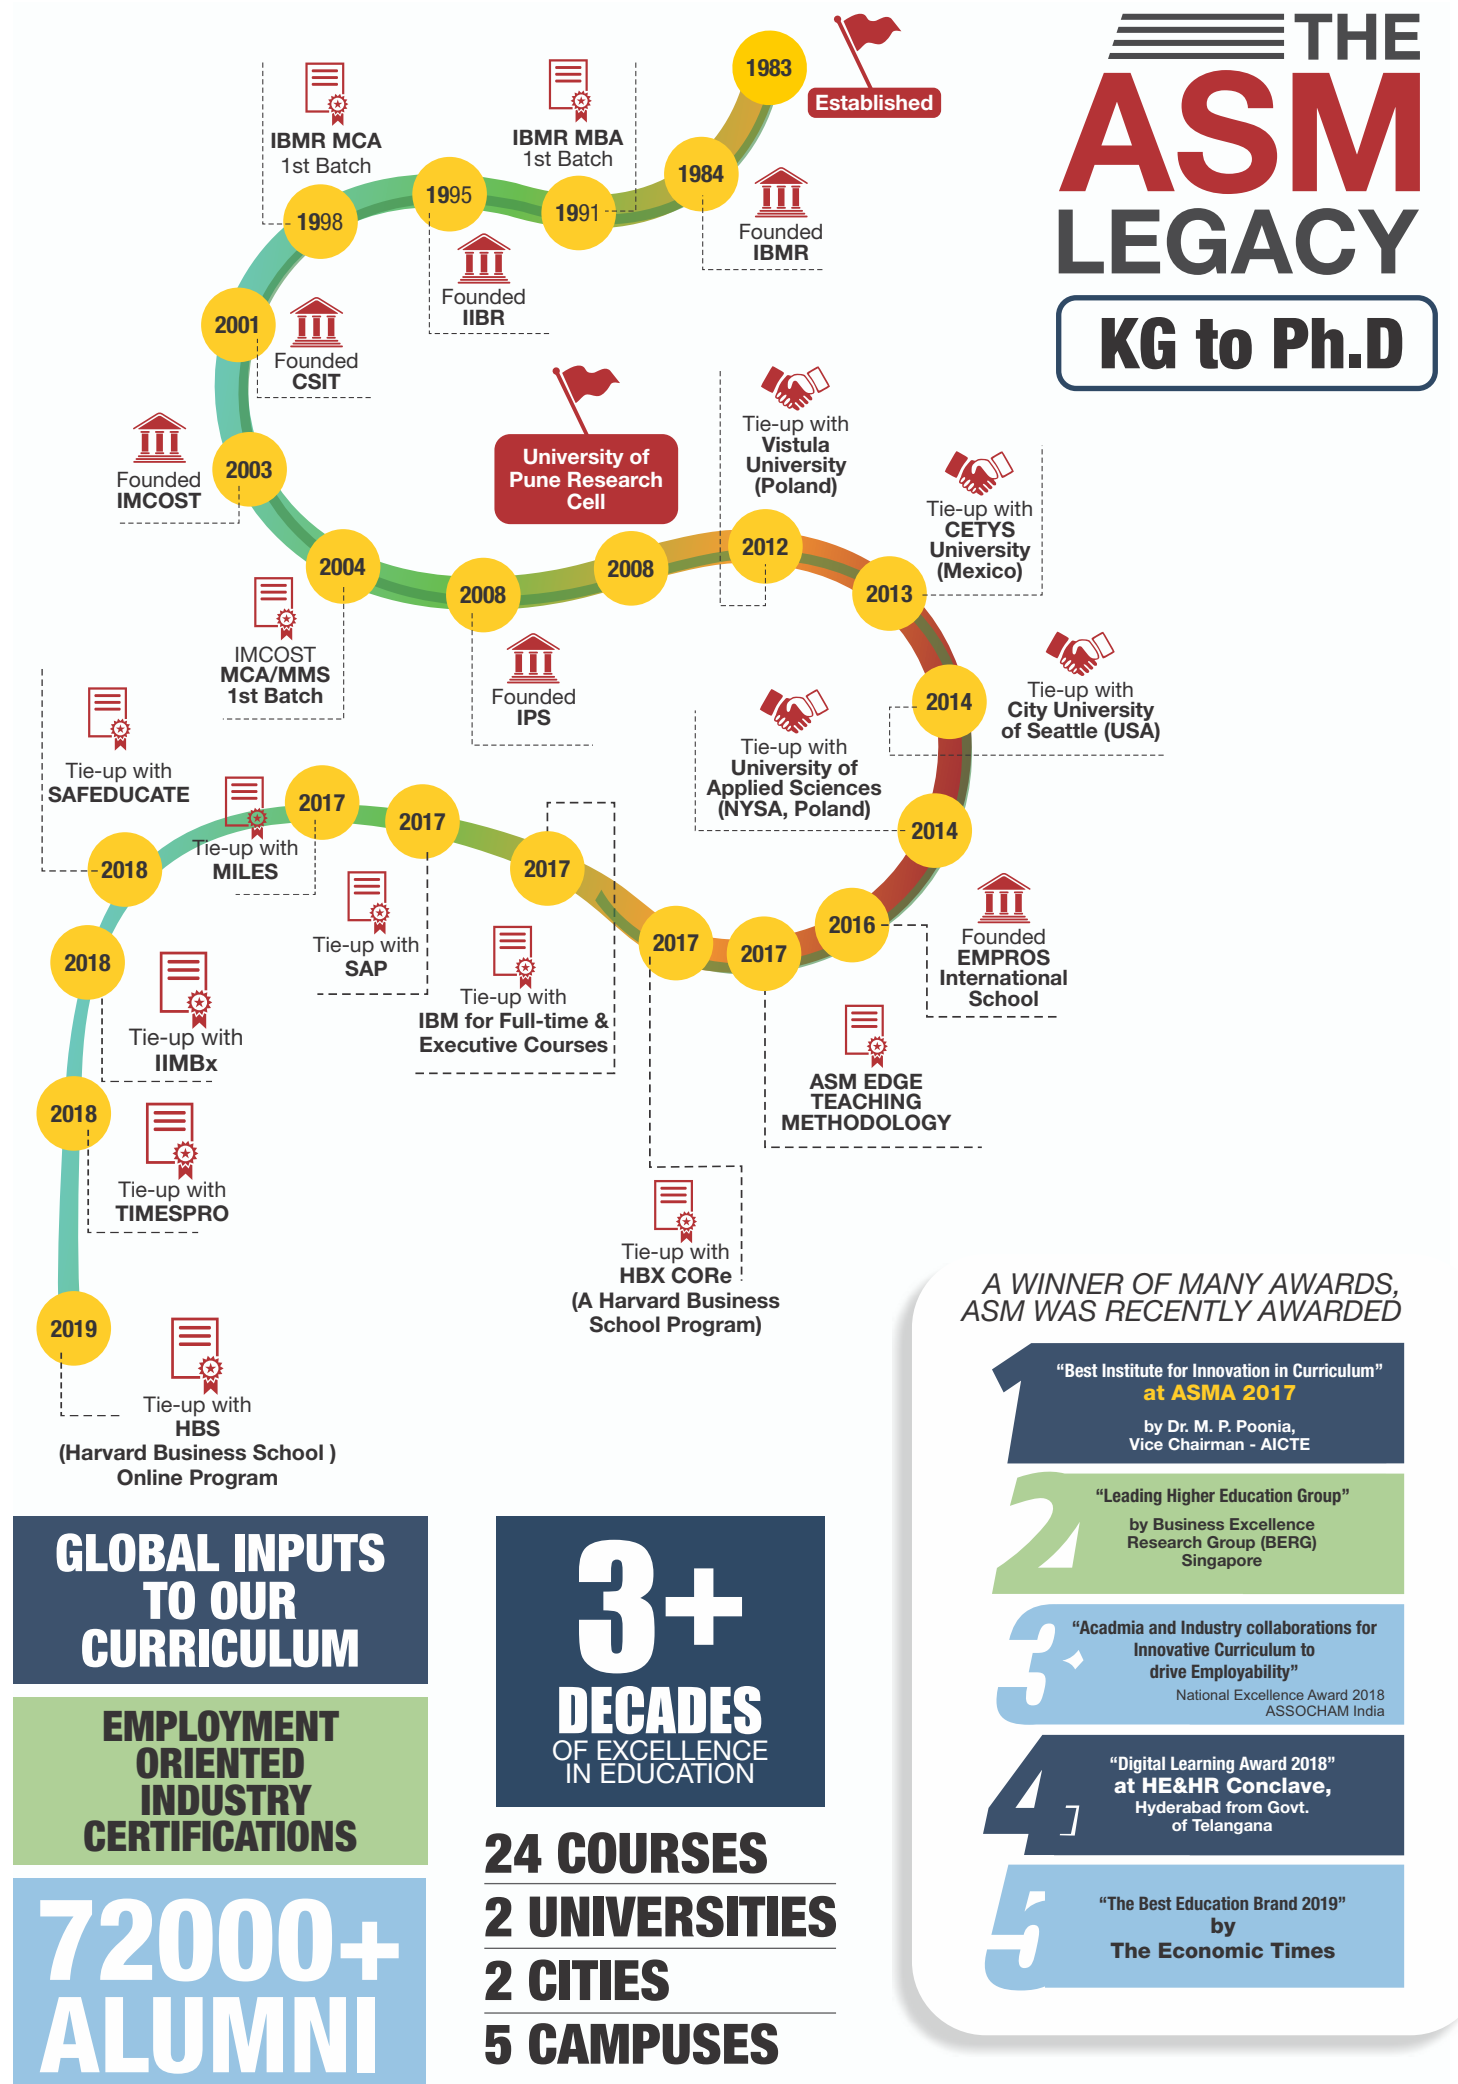 THE
ASM
LEGACY
KG to Ph.D
1983
Established
1984
Founded
IBMR
IBMR MBA
1st Batch
1991
1995
Founded
IIBR
IBMR MCA
1st Batch
1998
2001
Founded
CSIT
2003
Founded
IMCOST
2004
IMCOST
MCA/MMS
1st Batch
2008
Founded
IPS
University of
Pune Research
Cell
2008
Tie-up with
Vistula
University
(Poland)
2012
Tie-up with
CETYS
University
(Mexico)
2013
2014
Tie-up with
City University
of Seattle (USA)
Tie-up with
University of
Applied Sciences
(NYSA, Poland)
2014
2016
Founded
EMPROS
International
School
2017
ASM EDGE
TEACHING
METHODOLOGY
2017
Tie-up with
HBX CORe
(A Harvard Business
School Program)
2017
Tie-up with
IBM for Full-time &
Executive Courses
2017
Tie-up with
SAP
2017
Tie-up with
MILES
Tie-up with
SAFEDUCATE
2018
2018
Tie-up with
IIMBx
2018
Tie-up with
TIMESPRO
2019
Tie-up with
HBS
(Harvard Business School )
Online Program
GLOBAL INPUTS
TO OUR
CURRICULUM
EMPLOYMENT
ORIENTED
INDUSTRY
CERTIFICATIONS
72000+
ALUMNI
3+
DECADES
OF EXCELLENCE
IN EDUCATION
24 COURSES
2 UNIVERSITIES
2 CITIES
5 CAMPUSES
A WINNER OF MANY AWARDS,
ASM WAS RECENTLY AWARDED
1
“Best Institute for Innovation in Curriculum”
at ASMA 2017
by Dr. M. P. Poonia,
Vice Chairman - AICTE
2
“Leading Higher Education Group”
by Business Excellence
Research Group (BERG)
Singapore
3
“Acadmia and Industry collaborations for
Innovative Curriculum to
drive Employability”
National Excellence Award 2018
ASSOCHAM India
4
“Digital Learning Award 2018”
at HE&HR Conclave,
Hyderabad from Govt.
of Telangana
5
“The Best Education Brand 2019”
by
The Economic Times